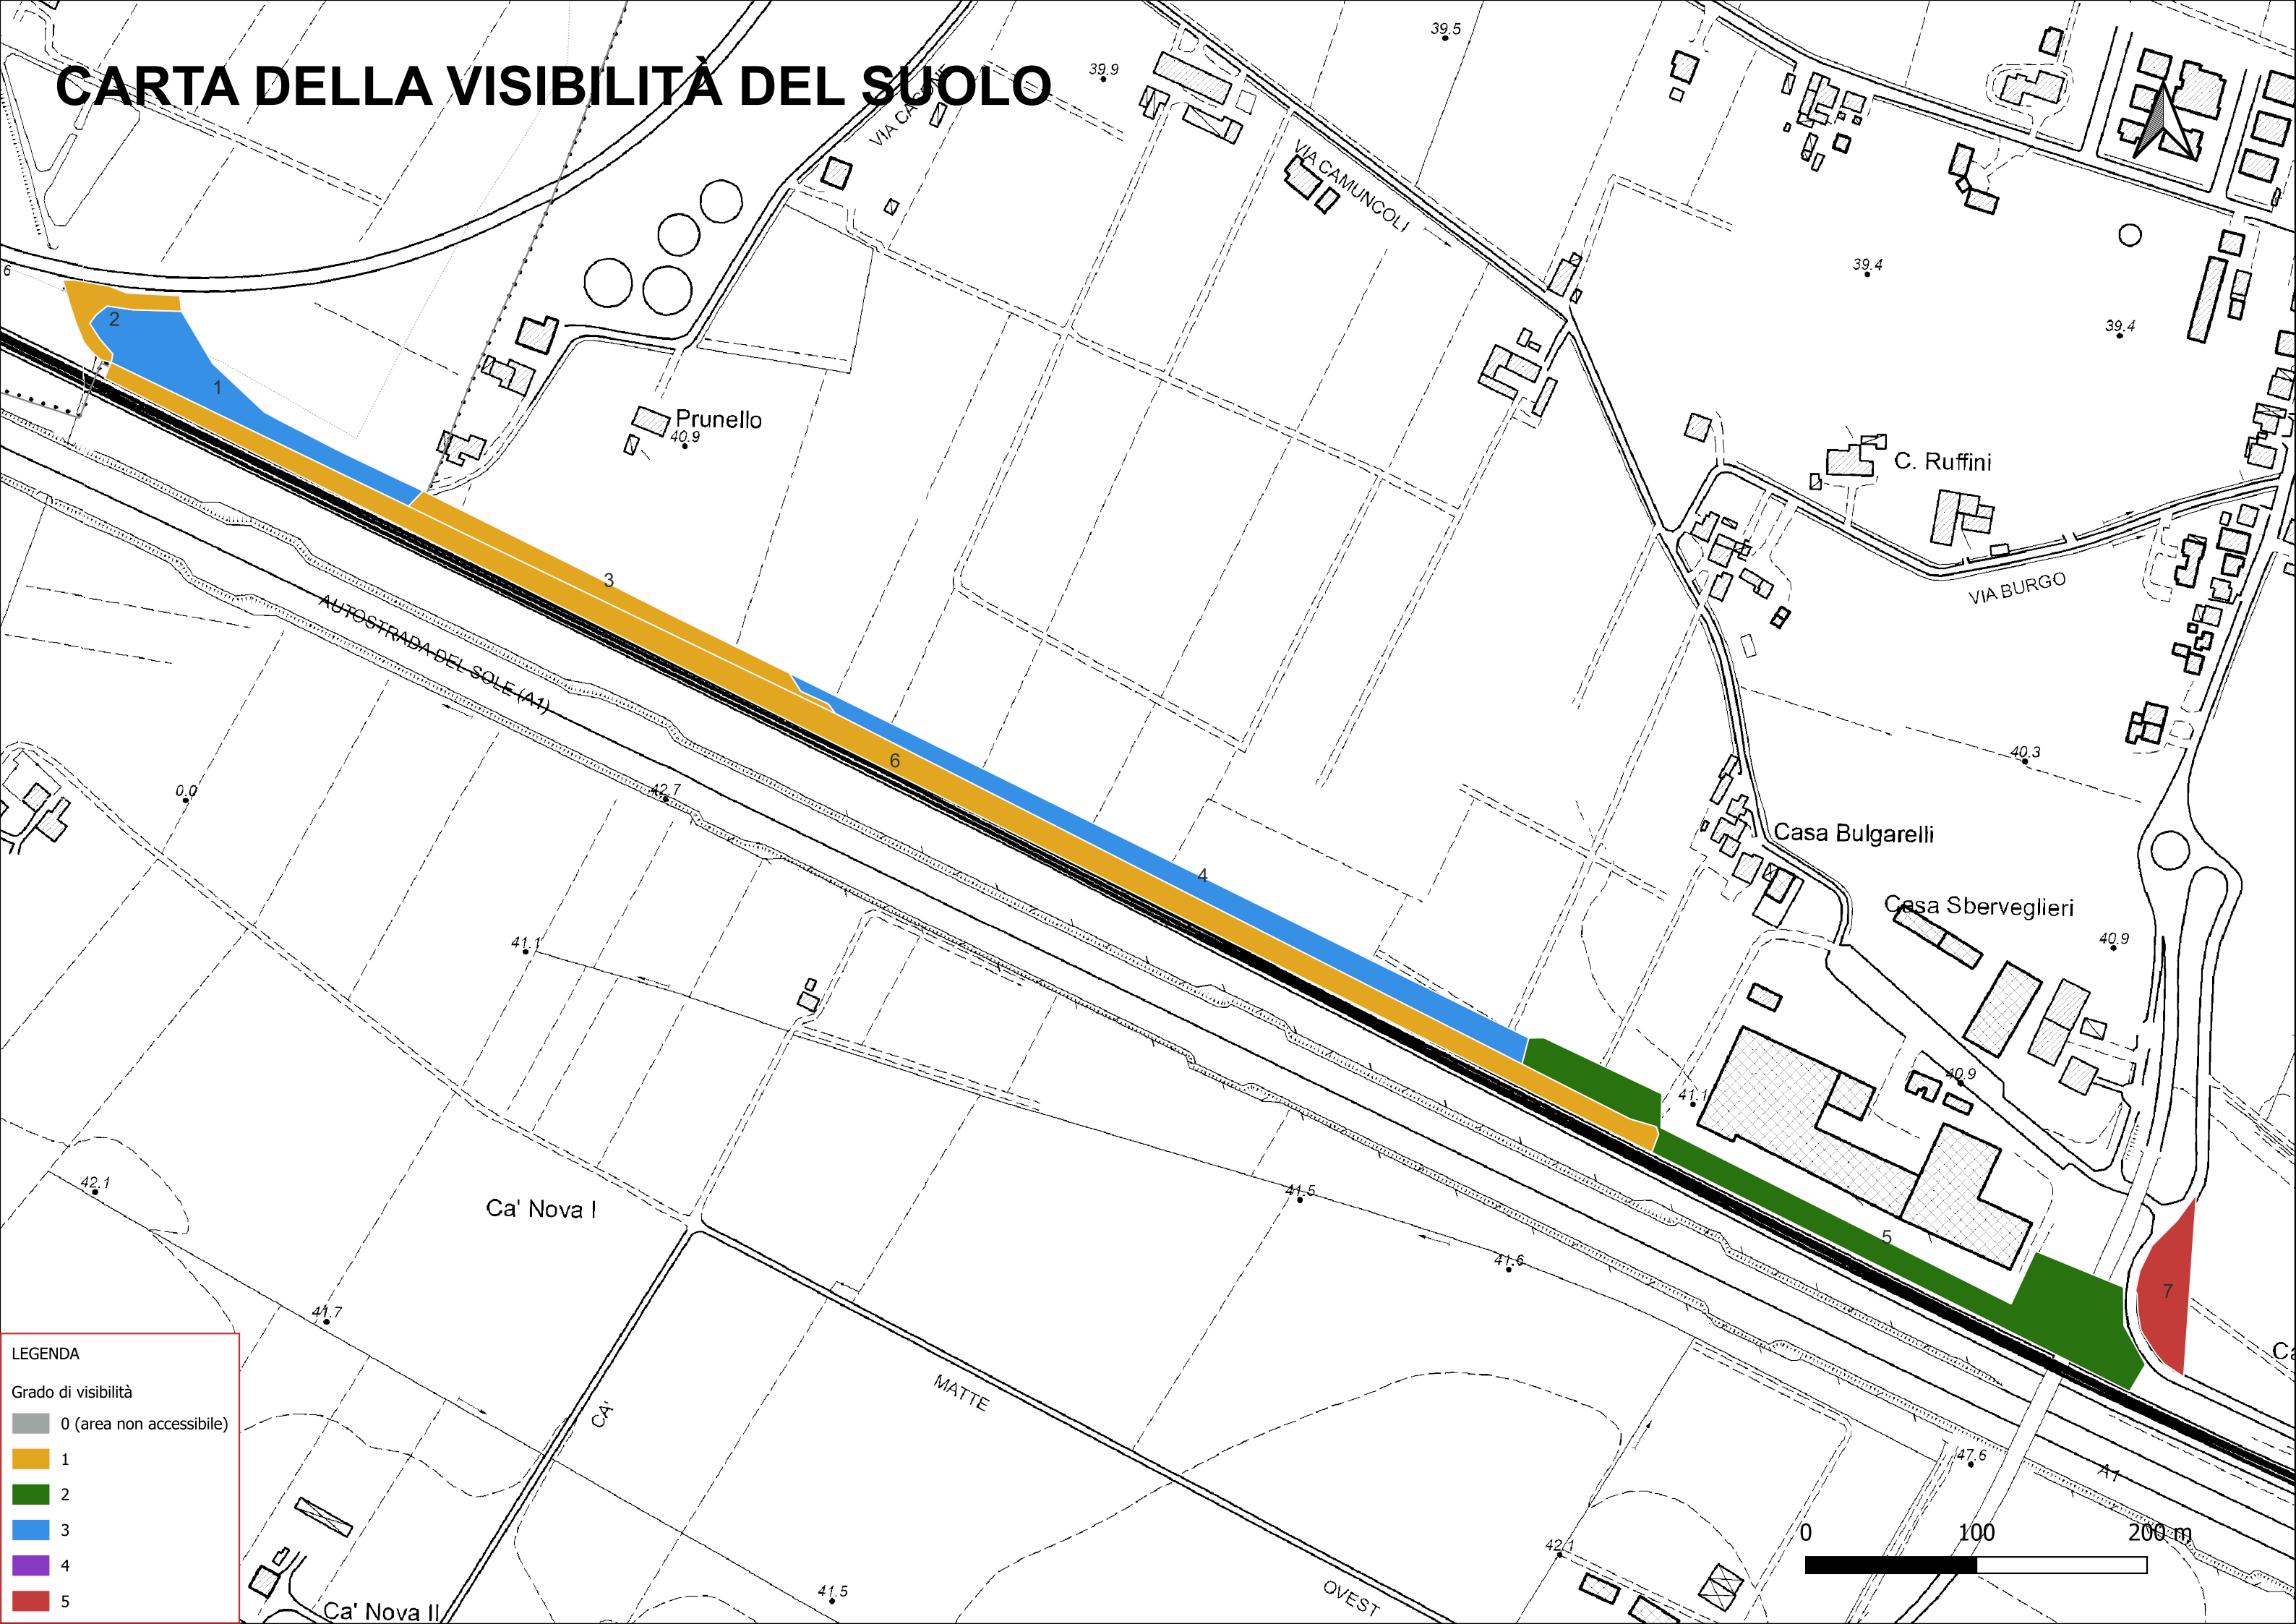 CARTA DELLA VISIBILITÀ DEL SUOLO
39.5
39.9
VIA CAMUNCOLI
39.4
39.4
6
2
1
Prunello
40.9
C. Ruffini
VIA BURGO
3
AUTOSTRADA DEL SOLE (A1)
6
4
0.0
42.7
40.3
Casa Bulgarelli
Casa Sberveglieri
40.9
41.1
40.9
41.1
42.1
Ca' Nova I
41.5
5
41.6
7
41.7
MATTE
CA'
47.6
A1
42.1
41.5
OVEST
Ca' Nova II
LEGENDA
Grado di visibilità
0 (area non accessibile)
1
2
3
4
5
0 100 200 m